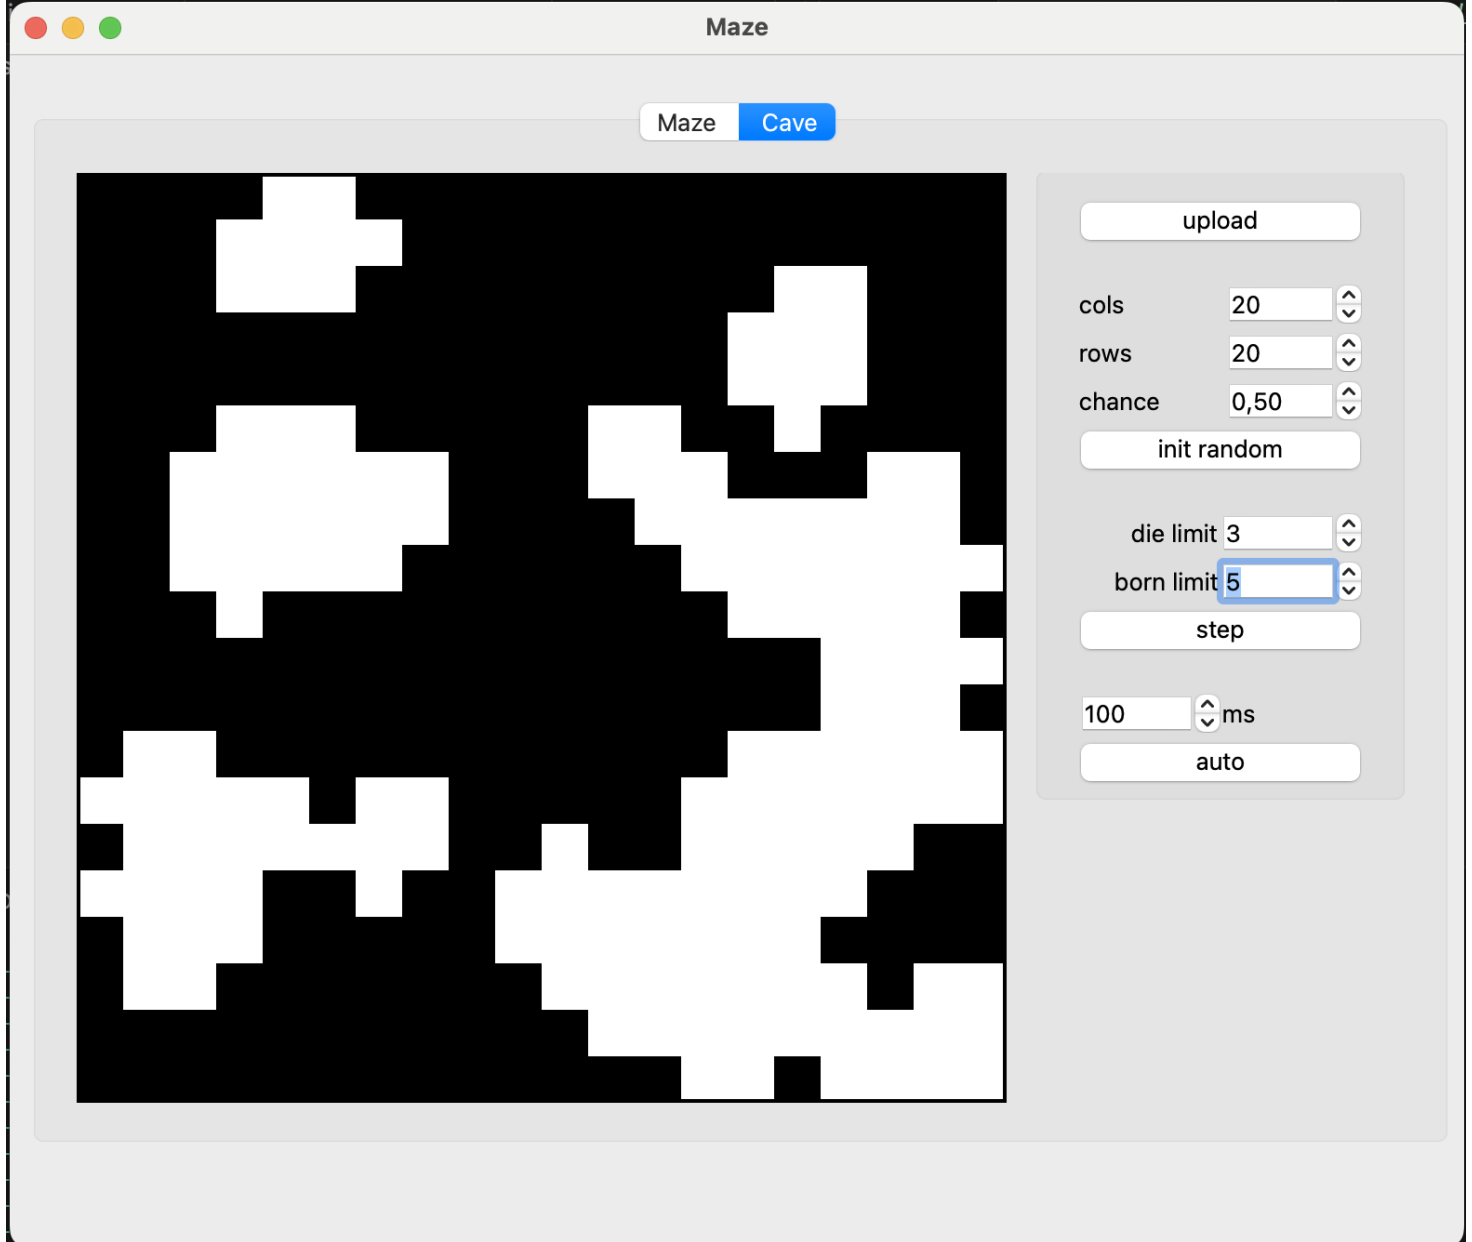 Maze
Maze Cave
upload
cols 20
rows 20
chance 0,50
init random
die limit 3
born limit 5
step
100 ms
auto